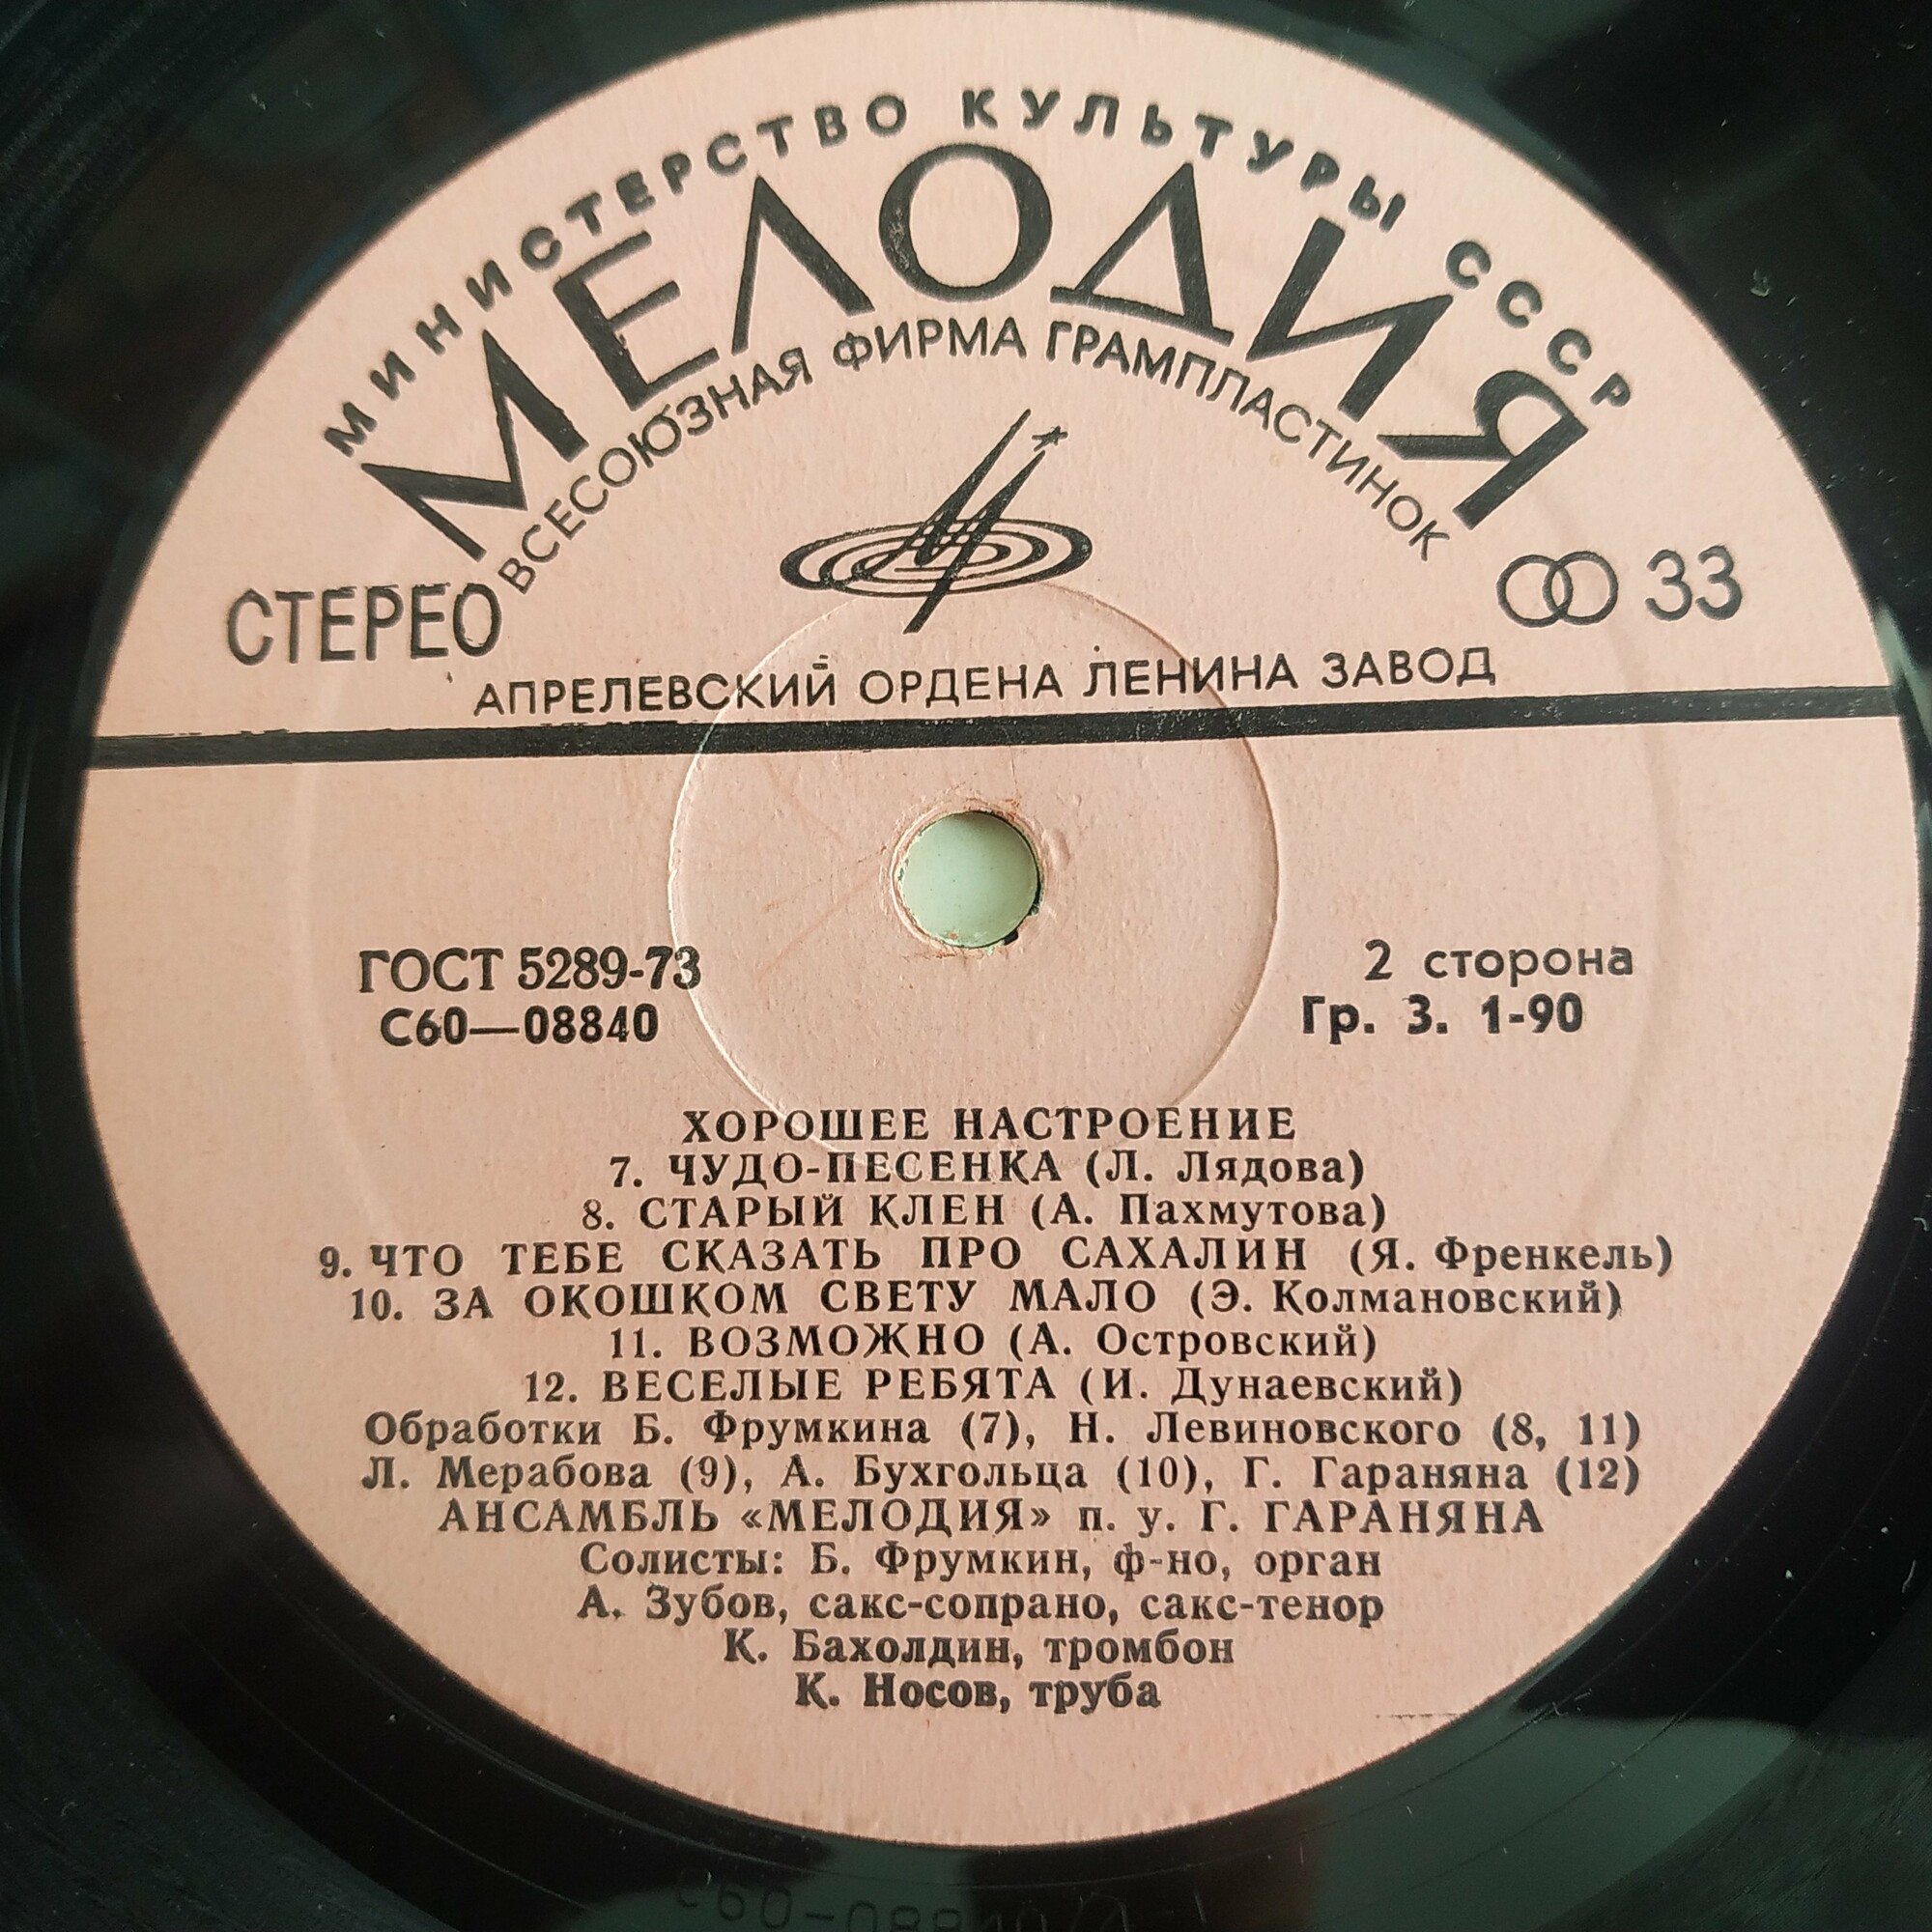 МИНИСТЕРСТВО КУЛЬТУРЫ СССР
МЕЛОДИЯ
ВСЕСОЮЗНАЯ ФИРМА ГРАМПЛАСТИНОК
СТЕРЕО
33
АПРЕЛЕВСКИЙ ОРДЕНА ЛЕНИНА ЗАВОД
ГОСТ 5289-73
С60—08840
2 сторона
Гр. 3. 1-90
ХОРОШЕЕ НАСТРОЕНИЕ
7. ЧУДО-ПЕСЕНКА (Л. Лядова)
8. СТАРЫЙ КЛЕН (А. Пахмутова)
9. ЧТО ТЕБЕ СКАЗАТЬ ПРО САХАЛИН (Я. Френкель)
10. ЗА ОКОШКОМ СВЕТУ МАЛО (Э. Колмановский)
11. ВОЗМОЖНО (А. Островский)
12. ВЕСЕЛЫЕ РЕБЯТА (И. Дунаевский)
Обработки Б. Фрумкина (7), Н. Левиновского (8, 11)
Л. Мерабова (9), А. Бухгольца (10), Г. Гараняна (12)
АНСАМБЛЬ «МЕЛОДИЯ» п. у. Г. ГАРАНЯНА
Солисты: Б. Фрумкин, ф-но, орган
А. Зубов, сакс-сопрано, сакс-тенор
К. Бахолдин, тромбон
К. Носов, труба